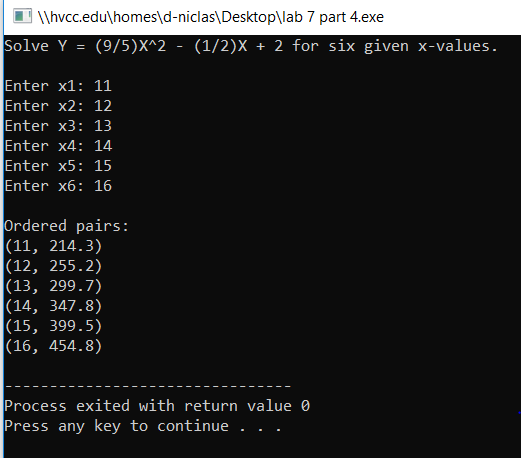 \\hvcc.edu\homes\d-niclas\Desktop\lab 7 part 4.exe
Solve Y = (9/5)X^2 - (1/2)X + 2 for six given x-values.
Enter x1: 11
Enter x2: 12
Enter x3: 13
Enter x4: 14
Enter x5: 15
Enter x6: 16
Ordered pairs:
(11, 214.3)
(12, 255.2)
(13, 299.7)
(14, 347.8)
(15, 399.5)
(16, 454.8)
--------------------------------
Process exited with return value 0
Press any key to continue . . .